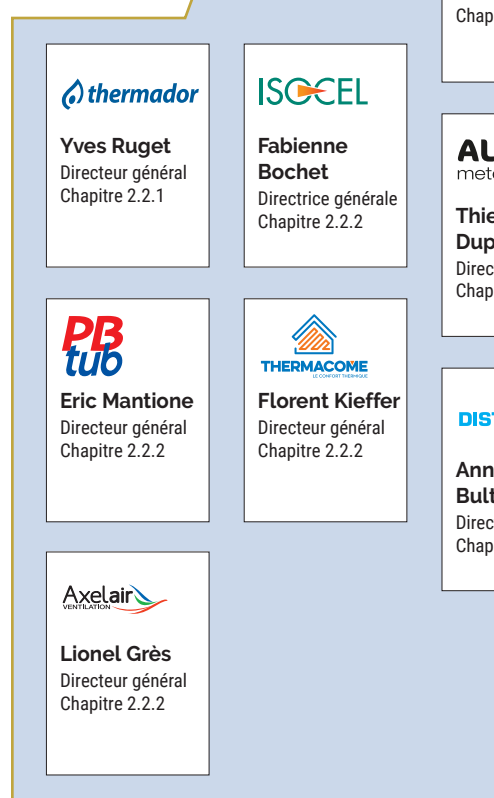 thermador
Yves Ruget
Directeur général
Chapitre 2.2.1
ISOCEL
Fabienne
Bochet
Directrice générale
Chapitre 2.2.2
PB
tub
Eric Mantione
Directeur général
Chapitre 2.2.2
THERMACOME
LE CONFORT THERMIQUE
Florent Kieffer
Directeur général
Chapitre 2.2.2
Axelair
VENTILATION
Lionel Grès
Directeur général
Chapitre 2.2.2